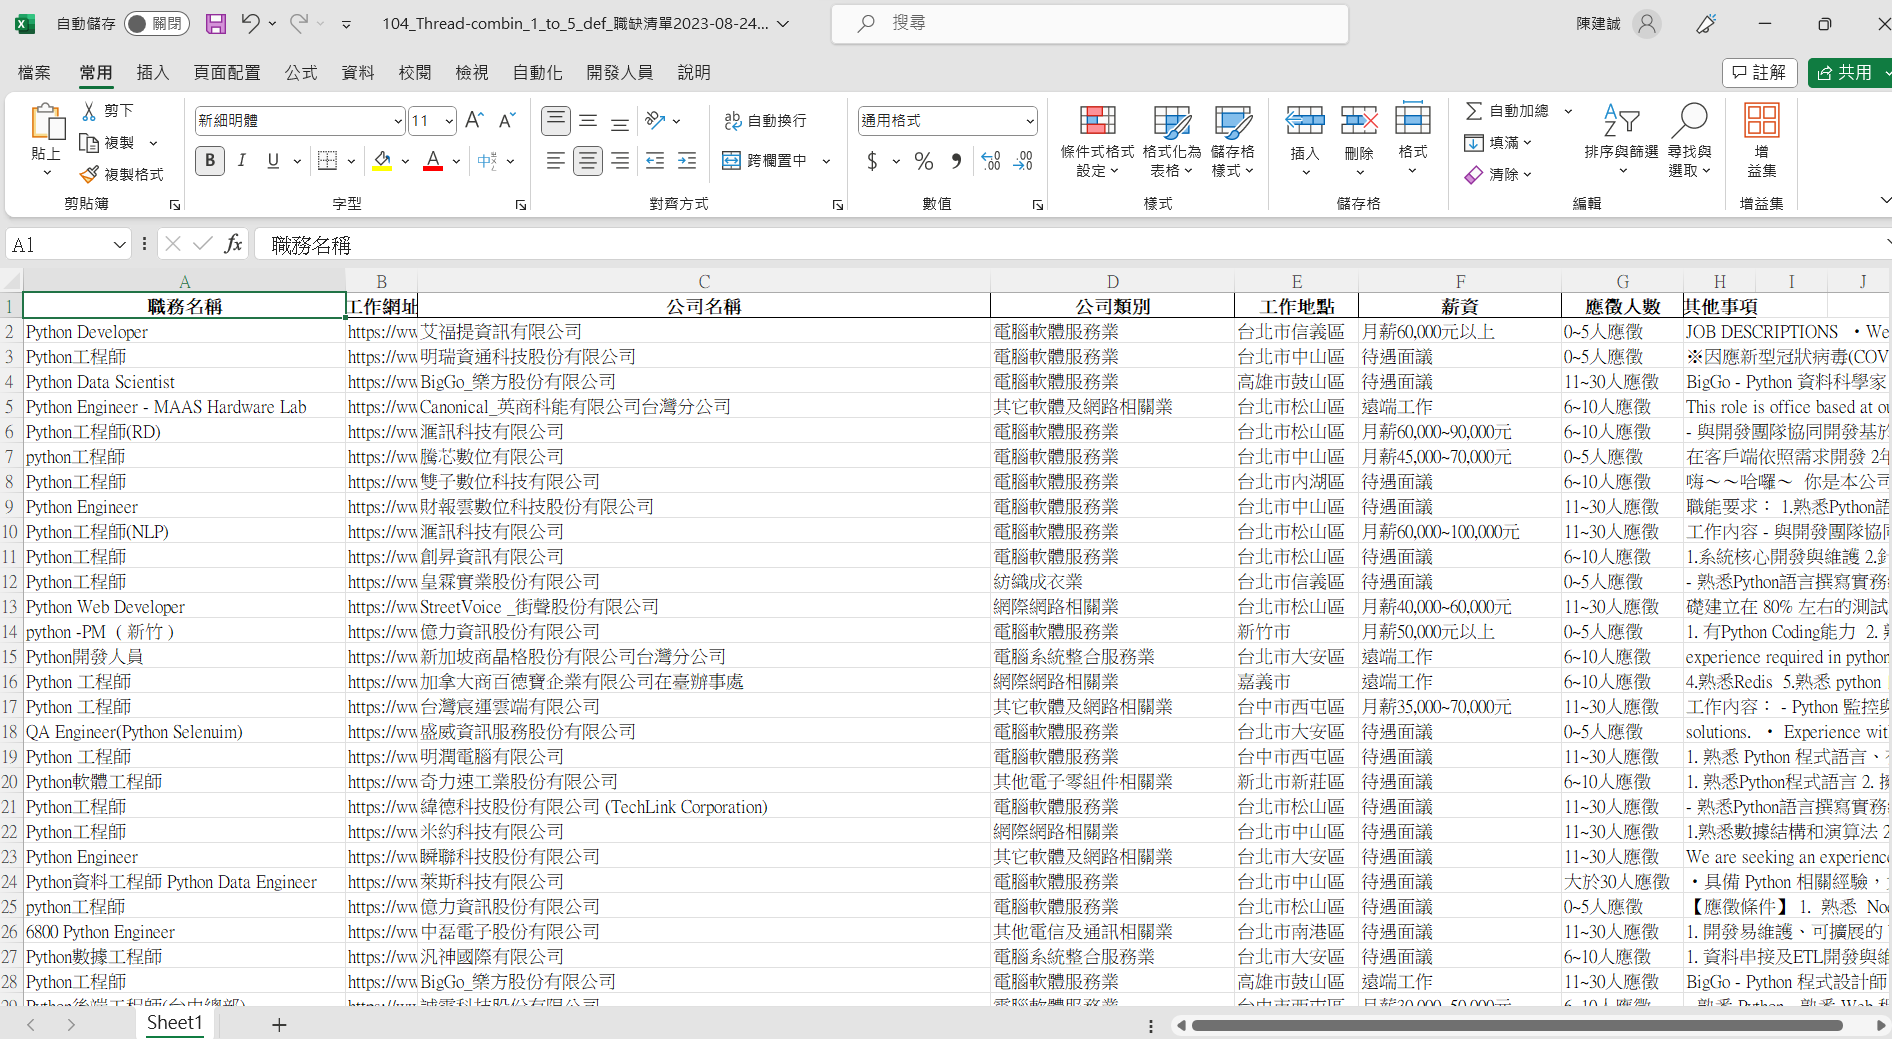 自動儲存 關閉 104_Thread-combin_1_to_5_def_職缺清單2023-08-24... 搜尋 陳建誠
檔案 常用 插入 頁面配置 公式 資料 校閱 檢視 自動化 開發人員 說明 註解 共用
貼上 剪下 複製 複製格式 剪貼簿
新細明體 11 A A B I U A 字型
ab 自動換行 跨欄置中 對齊方式
通用格式 $ % 數值
條件式格式設定 格式化為表格 儲存格樣式 樣式
插入 刪除 格式 儲存格
自動加總 填滿 清除 排序與篩選 尋找與選取 編輯
增益集 增益集
A1 fx 職務名稱
A B C D E F G H I J
1 職務名稱 工作網址 公司名稱 公司類別 工作地點 薪資 應徵人數 其他事項
2 Python Developer https://ww 艾福提資訊有限公司 電腦軟體服務業 台北市信義區 月薪60,000元以上 0~5人應徵 JOB DESCRIPTIONS ・We
3 Python工程師 https://ww 明瑞資通科技股份有限公司 電腦軟體服務業 台北市中山區 待遇面議 0~5人應徵 ※因應新型冠狀病毒(COV
4 Python Data Scientist https://ww BigGo_樂方股份有限公司 電腦軟體服務業 高雄市鼓山區 待遇面議 11~30人應徵 BigGo - Python 資料科學家
5 Python Engineer - MAAS Hardware Lab https://ww Canonical_英商科能有限公司台灣分公司 其它軟體及網路相關業 台北市松山區 遠端工作 6~10人應徵 This role is office based at ou
6 Python工程師(RD) https://ww 滙訊科技有限公司 電腦軟體服務業 台北市松山區 月薪60,000~90,000元 6~10人應徵 - 與開發團隊協同開發基於
7 python工程師 https://ww 騰芯數位有限公司 電腦軟體服務業 台北市中山區 月薪45,000~70,000元 0~5人應徵 在客戶端依照需求開發 2年
8 Python工程師 https://ww 雙子數位科技有限公司 電腦軟體服務業 台北市內湖區 待遇面議 6~10人應徵 嗨～～哈囉～ 你是本公司
9 Python Engineer https://ww 財報雲數位科技股份有限公司 電腦軟體服務業 台北市中山區 待遇面議 11~30人應徵 職能要求： 1.熟悉Python語
10 Python工程師(NLP) https://ww 滙訊科技有限公司 電腦軟體服務業 台北市松山區 月薪60,000~100,000元 11~30人應徵 工作內容 - 與開發團隊協同
11 Python工程師 https://ww 創昇資訊有限公司 電腦軟體服務業 台北市松山區 待遇面議 6~10人應徵 1.系統核心開發與維護 2.針
12 Python工程師 https://ww 皇霖實業股份有限公司 紡織成衣業 台北市信義區 待遇面議 0~5人應徵 - 熟悉Python語言撰寫實務
13 Python Web Developer https://ww StreetVoice _街聲股份有限公司 網際網路相關業 台北市松山區 月薪40,000~60,000元 11~30人應徵 礎建立在 80% 左右的測試
14 python -PM ( 新竹 ) https://ww 億力資訊股份有限公司 電腦軟體服務業 新竹市 月薪50,000元以上 0~5人應徵 1. 有Python Coding能力 2.
15 Python開發人員 https://ww 新加坡商晶格股份有限公司台灣分公司 電腦系統整合服務業 台北市大安區 遠端工作 6~10人應徵 experience required in python
16 Python 工程師 https://ww 加拿大商百德寶企業有限公司在臺辦事處 網際網路相關業 嘉義市 遠端工作 6~10人應徵 4.熟悉Redis 5.熟悉 python
17 Python 工程師 https://ww 台灣宸運雲端有限公司 其它軟體及網路相關業 台中市西屯區 月薪35,000~70,000元 11~30人應徵 工作內容： - Python 監控與
18 QA Engineer(Python Selenuim) https://ww 盛威資訊服務股份有限公司 電腦軟體服務業 台北市大安區 待遇面議 0~5人應徵 solutions. ・ Experience wit
19 Python 工程師 https://ww 明潤電腦有限公司 電腦軟體服務業 台中市西屯區 待遇面議 11~30人應徵 1. 熟悉 Python 程式語言、
20 Python軟體工程師 https://ww 奇力速工業股份有限公司 其他電子零組件相關業 新北市新莊區 待遇面議 6~10人應徵 1. 熟悉Python程式語言 2.
21 Python工程師 https://ww 緯德科技股份有限公司 (TechLink Corporation) 電腦軟體服務業 台北市松山區 待遇面議 11~30人應徵 - 熟悉Python語言撰寫實務
22 Python工程師 https://ww 米約科技有限公司 網際網路相關業 台北市中山區 待遇面議 11~30人應徵 1.熟悉數據結構和演算法 2
23 Python Engineer https://ww 瞬聯科技股份有限公司 其它軟體及網路相關業 台北市大安區 待遇面議 11~30人應徵 We are seeking an experience
24 Python資料工程師 Python Data Engineer https://ww 萊斯科技有限公司 電腦軟體服務業 台北市中山區 待遇面議 大於30人應徵 ・具備 Python 相關經驗，
25 python工程師 https://ww 億力資訊股份有限公司 電腦軟體服務業 台北市松山區 待遇面議 0~5人應徵 【應徵條件】 1. 熟悉 No
26 6800 Python Engineer https://ww 中磊電子股份有限公司 其他電信及通訊相關業 台北市南港區 待遇面議 11~30人應徵 1. 開發易維護、可擴展的
27 Python數據工程師 https://ww 汎神國際有限公司 電腦系統整合服務業 台北市大安區 待遇面議 6~10人應徵 1. 資料串接及ETL開發與維
28 Python工程師 https://ww BigGo_樂方股份有限公司 電腦軟體服務業 高雄市鼓山區 遠端工作 11~30人應徵 BigGo - Python 程式設計師
29 Python後端工程師(台中總部) https://ww 誠雲科技股份有限公司 電腦軟體服務業 台中市西屯區 月薪30,000~50,000元 6~10人應徵
Sheet1